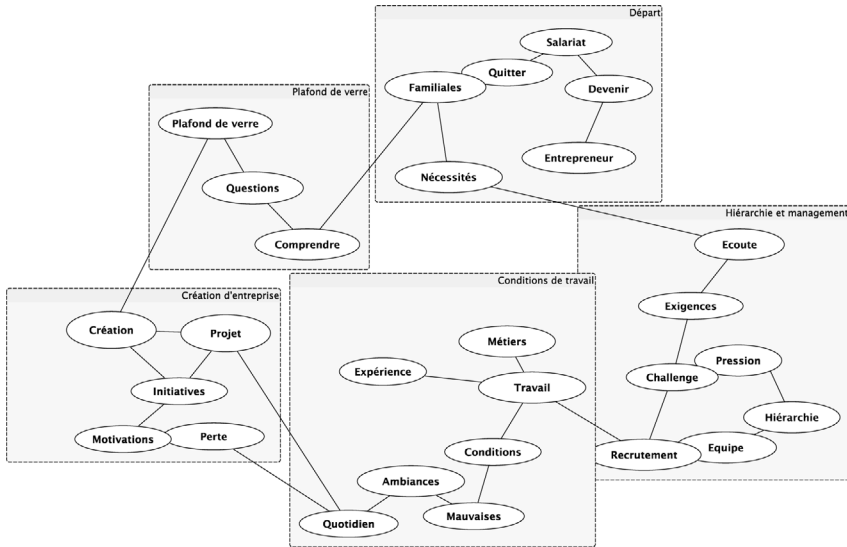 Départ
Salariat
Quitter
Familiales
Devenir
Entrepreneur
Nécessités
Plafond de verre
Plafond de verre
Questions
Comprendre
Hiérarchie et management
Ecoute
Exigences
Pression
Challenge
Hiérarchie
Equipe
Recrutement
Conditions de travail
Métiers
Expérience
Travail
Conditions
Ambiances
Mauvaises
Quotidien
Création d'entreprise
Création
Projet
Initiatives
Motivations
Perte